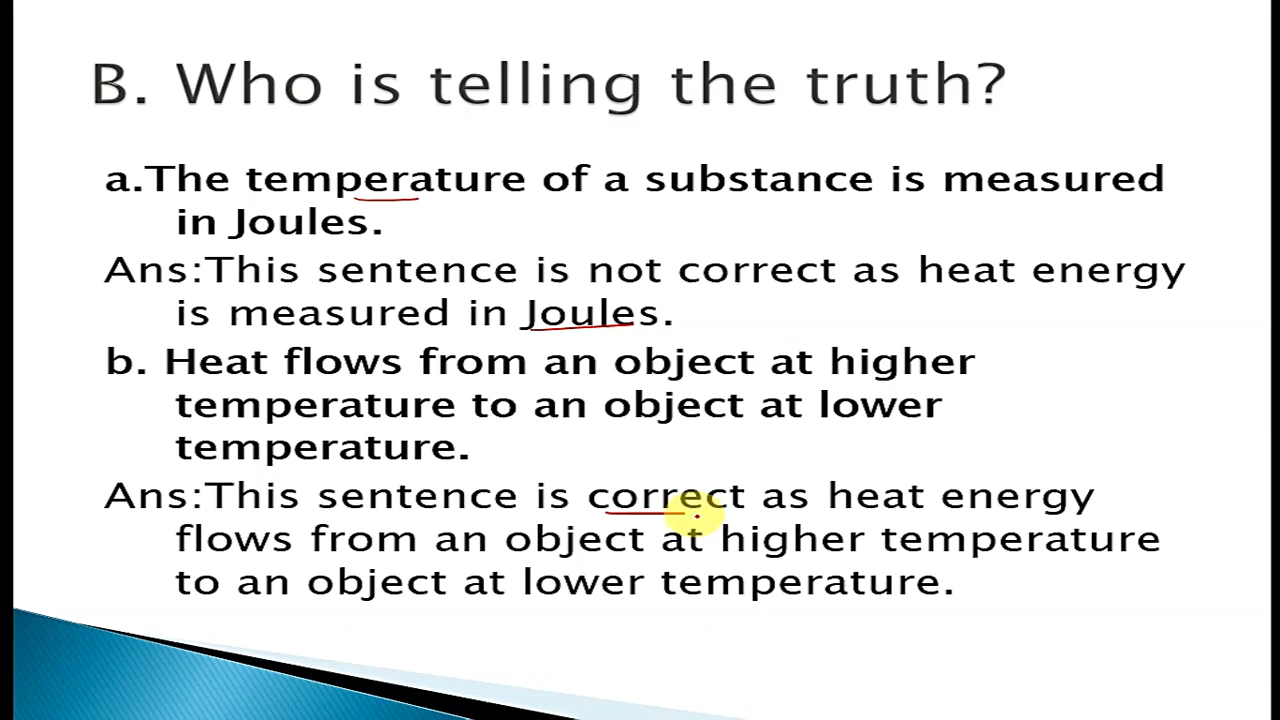 B. Who is telling the truth?
a.The temperature of a substance is measured
in Joules.
Ans:This sentence is not correct as heat energy
is measured in Joules.
b. Heat flows from an object at higher
temperature to an object at lower
temperature.
Ans:This sentence is correct as heat energy
flows from an object at higher temperature
to an object at lower temperature.